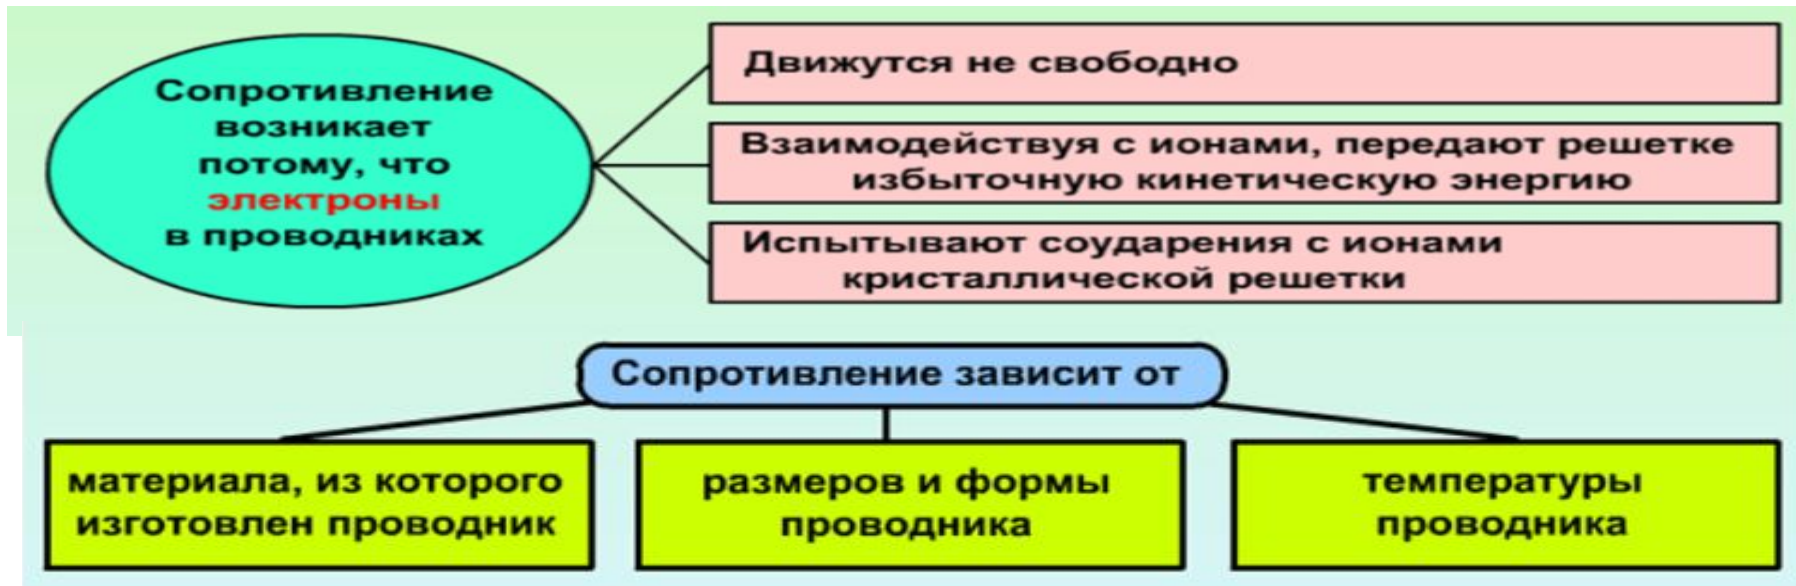 Сопротивление
возникает
потому, что
электроны
в проводниках
Движутся не свободно
Взаимодействуя с ионами, передают решетке
избыточную кинетическую энергию
Испытывают соударения с ионами
кристаллической решетки
Сопротивление зависит от
материала, из которого
изготовлен проводник
размеров и формы
проводника
температуры
проводника